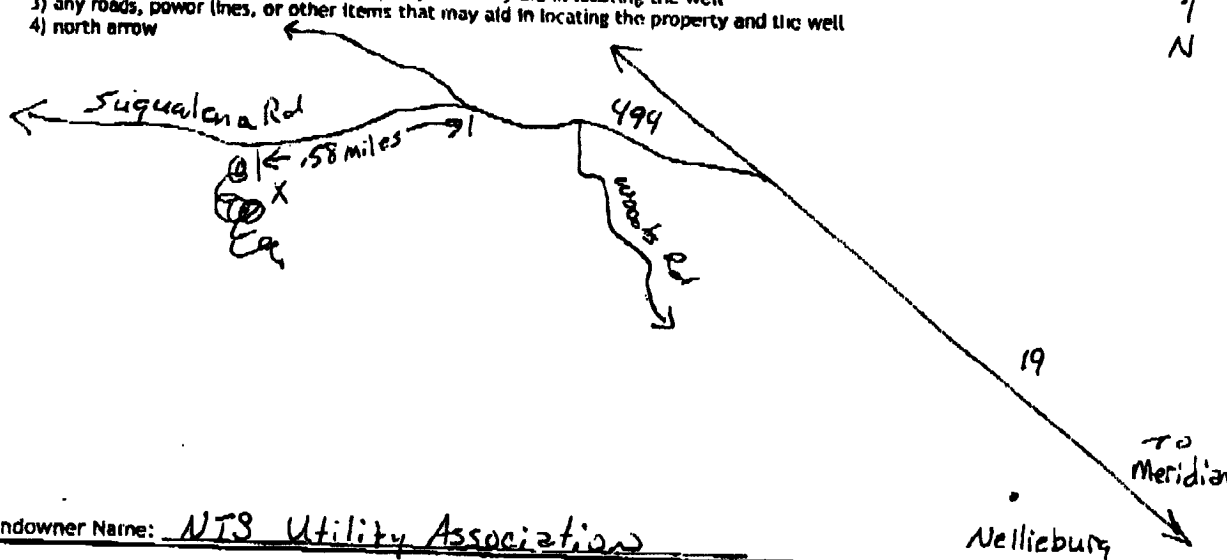 3) any roads, power lines, or other items that may aid in locating the property and the well
4) north arrow
N
Suqualena Rd
.58 miles
X
494
Woods Rd
19
TO
Meridian
Nellieburg
ndowner Name: NTS Utility Association